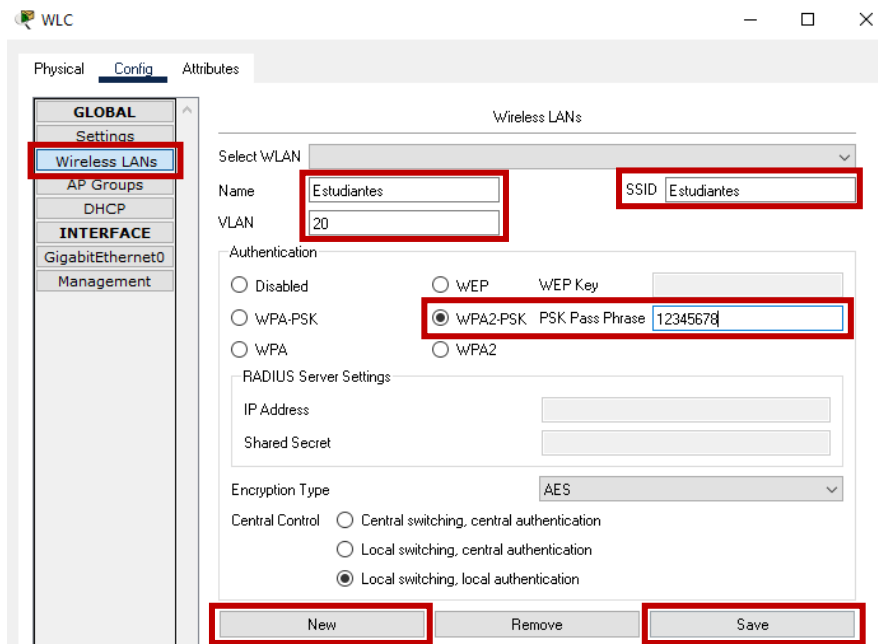 WLC
Physical Config Attributes
GLOBAL
Settings
Wireless LANs
AP Groups
DHCP
INTERFACE
GigabitEthernet0
Management
Wireless LANs
Select WLAN
Name Estudiantes SSID Estudiantes
VLAN 20
Authentication
Disabled WEP WEP Key
WPA-PSK WPA2-PSK PSK Pass Phrase 12345678
WPA WPA2
RADIUS Server Settings
IP Address
Shared Secret
Encryption Type AES
Central Control Central switching, central authentication
Local switching, central authentication
Local switching, local authentication
New Remove Save